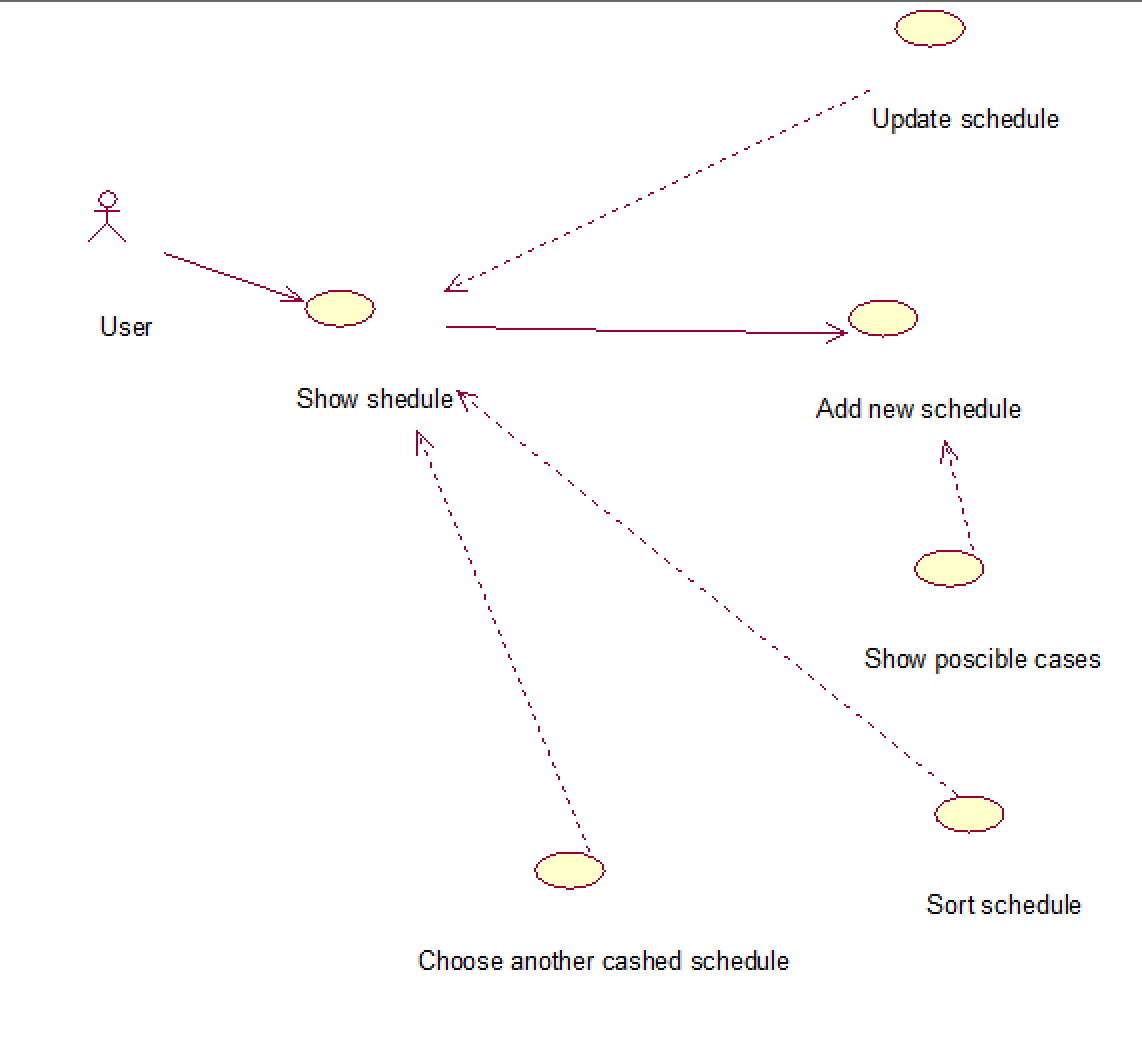 Update schedule
User
Show shedule
Add new schedule
Show poscible cases
Sort schedule
Choose another cashed schedule